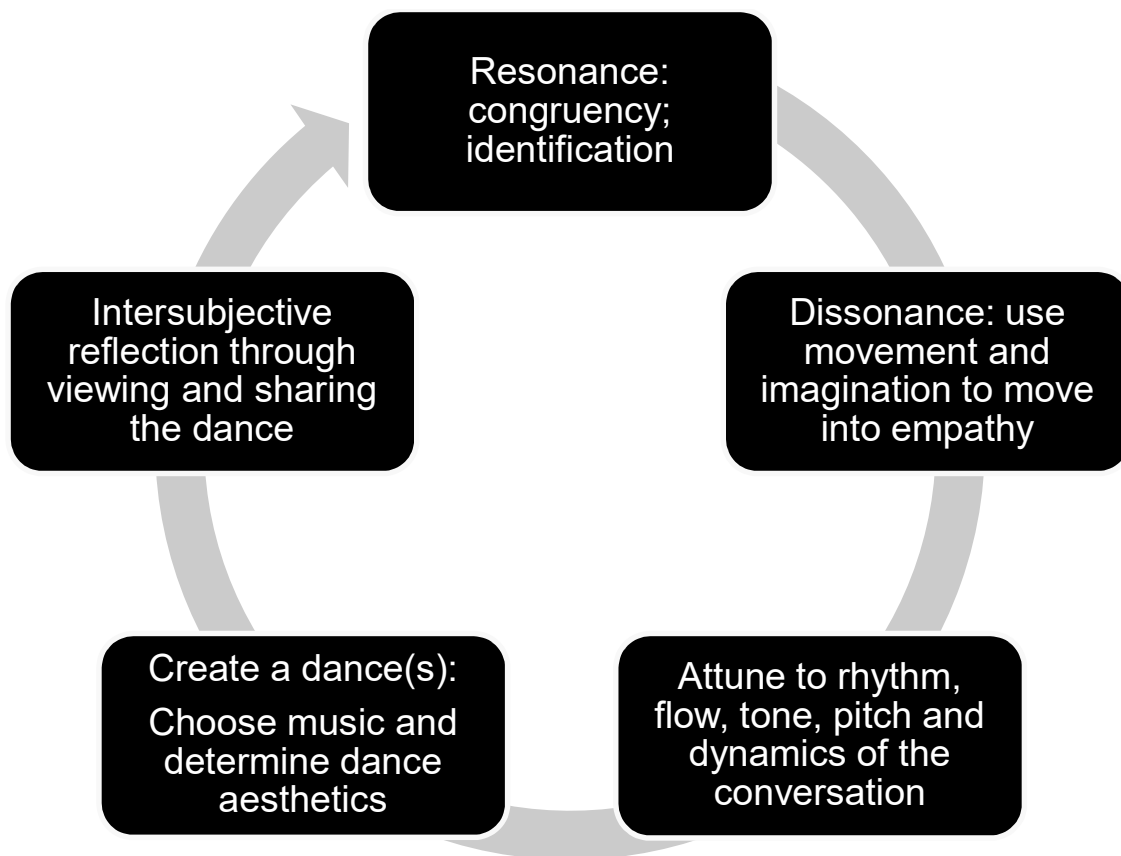 Resonance:
congruency;
identification
Dissonance: use
movement and
imagination to move
into empathy
Attune to rhythm,
flow, tone, pitch and
dynamics of the
conversation
Create a dance(s):
Choose music and
determine dance
aesthetics
Intersubjective
reflection through
viewing and sharing
the dance